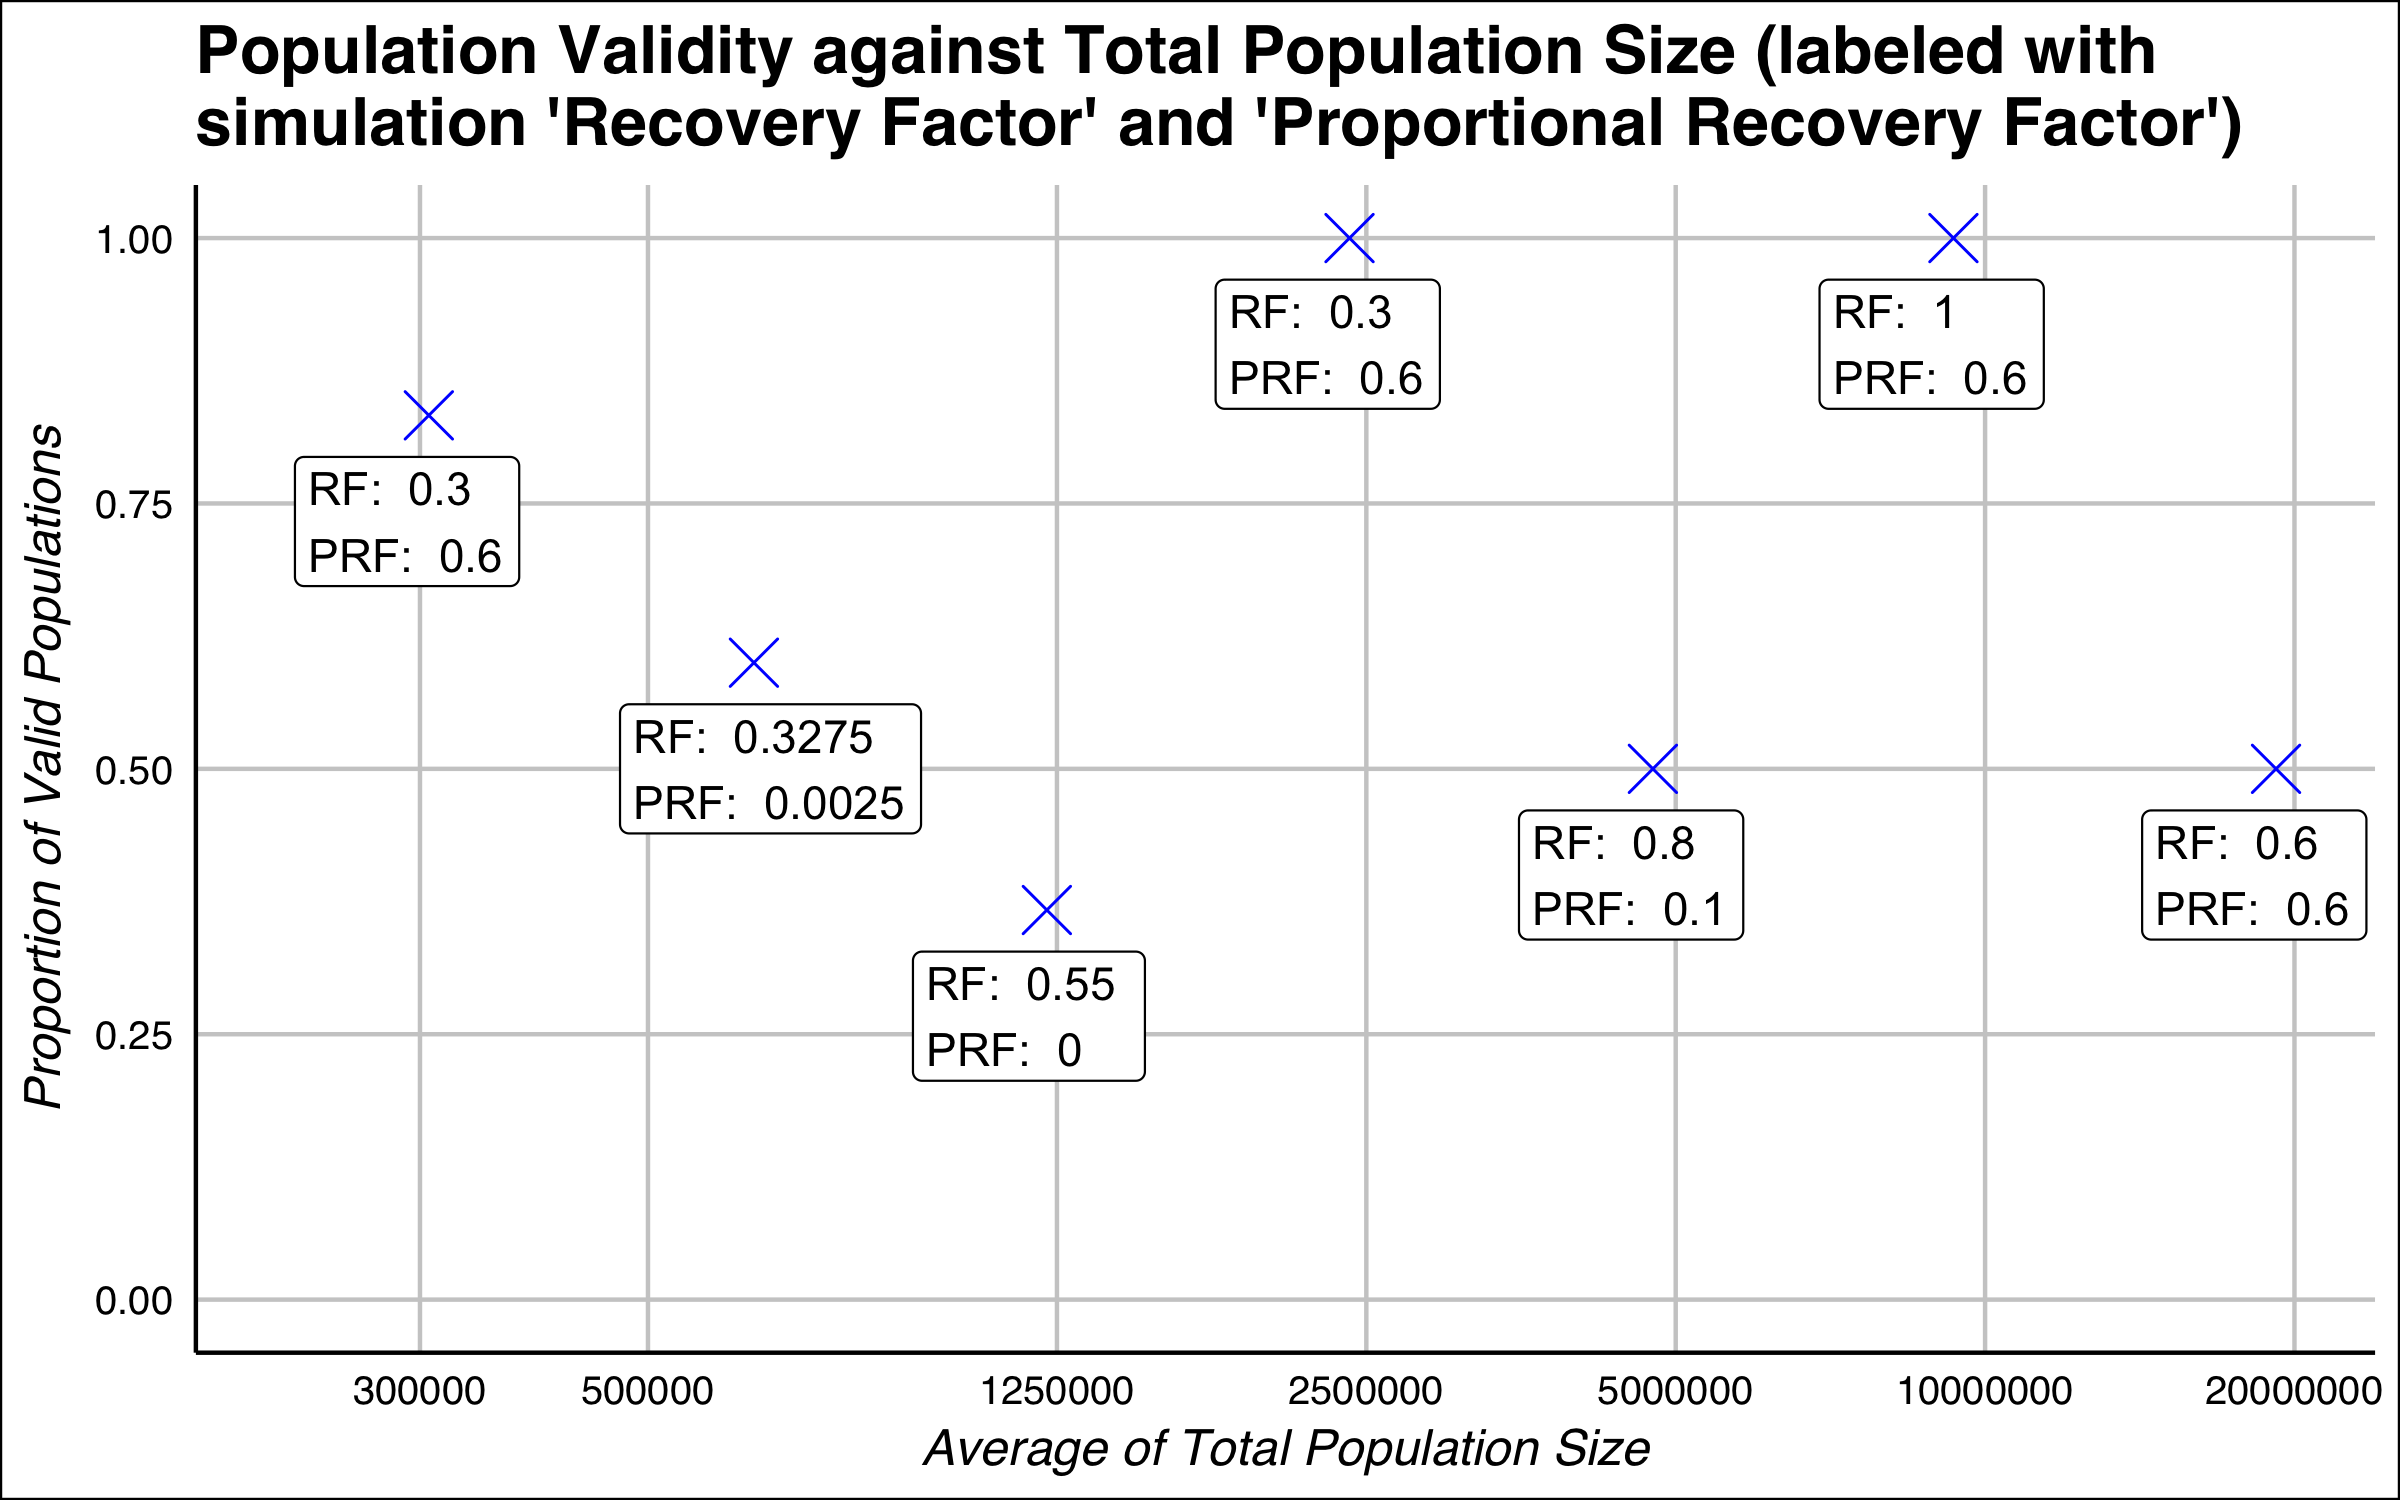 Population Validity against Total Population Size (labeled with
simulation 'Recovery Factor' and 'Proportional Recovery Factor')
Proportion of Valid Populations
1.00
0.75
0.50
0.25
0.00
RF:  0.3
PRF:  0.6
RF:  0.3275
PRF:  0.0025
RF:  0.55
PRF:  0
RF:  0.3
PRF:  0.6
RF:  0.8
PRF:  0.1
RF:  1
PRF:  0.6
RF:  0.6
PRF:  0.6
300000 500000 1250000 2500000 5000000 10000000 20000000
Average of Total Population Size